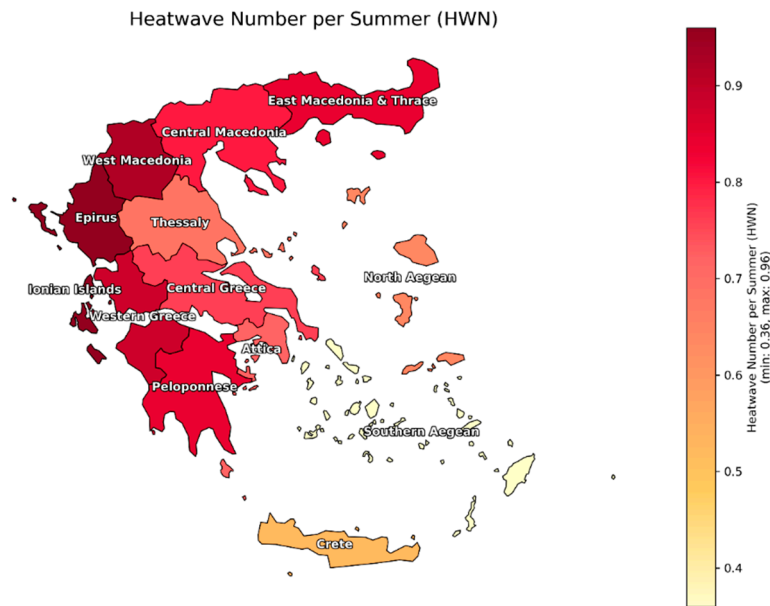 Heatwave Number per Summer (HWN)
East Macedonia & Thrace
Central Macedonia
West Macedonia
Epirus
Thessaly
North Aegean
Ionian Islands
Central Greece
Western Greece
Attica
Peloponnese
Southern Aegean
Crete
0.9
0.8
0.7
0.6
0.5
0.4
Heatwave Number per Summer (HWN)
(min: 0.36, max: 0.96)